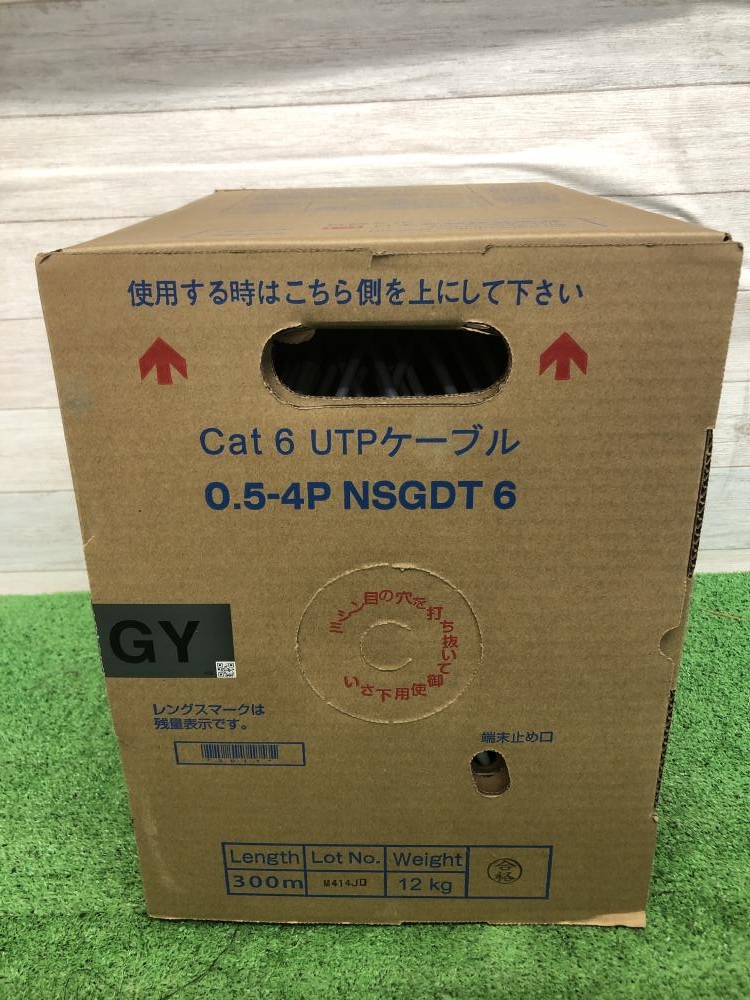 使用する時はこちら側を上にして下さい
Cat 6 UTPケーブル
0.5-4P NSGDT 6
ミシン目の穴を打ち抜いて御使用下さい
GY
レングスマークは
残量表示です。
端末止め口
Length Lot No. Weight
300m M414JD 12 kg
合格